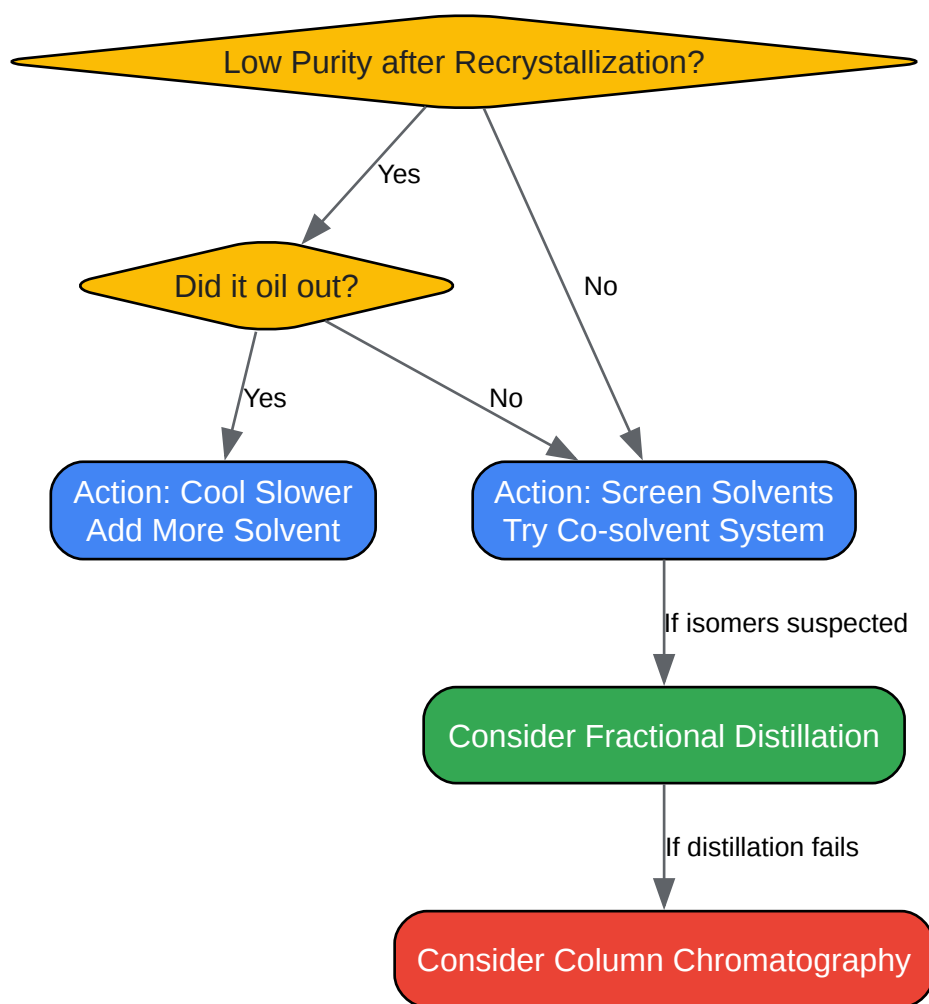 Low Purity after Recrystallization?
Yes
No
Did it oil out?
Yes
No
Action: Cool Slower
Add More Solvent
Action: Screen Solvents
Try Co-solvent System
If isomers suspected
Consider Fractional Distillation
If distillation fails
Consider Column Chromatography